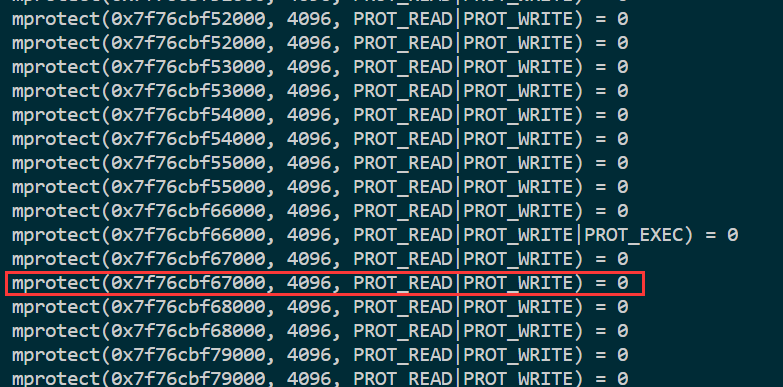 mprotect(0x7f76cbf52000, 4096, PROT_READ|PROT_WRITE) = 0
mprotect(0x7f76cbf52000, 4096, PROT_READ|PROT_WRITE) = 0
mprotect(0x7f76cbf53000, 4096, PROT_READ|PROT_WRITE) = 0
mprotect(0x7f76cbf53000, 4096, PROT_READ|PROT_WRITE) = 0
mprotect(0x7f76cbf54000, 4096, PROT_READ|PROT_WRITE) = 0
mprotect(0x7f76cbf54000, 4096, PROT_READ|PROT_WRITE) = 0
mprotect(0x7f76cbf55000, 4096, PROT_READ|PROT_WRITE) = 0
mprotect(0x7f76cbf55000, 4096, PROT_READ|PROT_WRITE) = 0
mprotect(0x7f76cbf66000, 4096, PROT_READ|PROT_WRITE) = 0
mprotect(0x7f76cbf66000, 4096, PROT_READ|PROT_WRITE|PROT_EXEC) = 0
mprotect(0x7f76cbf67000, 4096, PROT_READ|PROT_WRITE) = 0
mprotect(0x7f76cbf67000, 4096, PROT_READ|PROT_WRITE) = 0
mprotect(0x7f76cbf68000, 4096, PROT_READ|PROT_WRITE) = 0
mprotect(0x7f76cbf68000, 4096, PROT_READ|PROT_WRITE) = 0
mprotect(0x7f76cbf79000, 4096, PROT_READ|PROT_WRITE) = 0
mprotect(0x7f76cbf79000, 4096, PROT_READ|PROT_WRITE) = 0